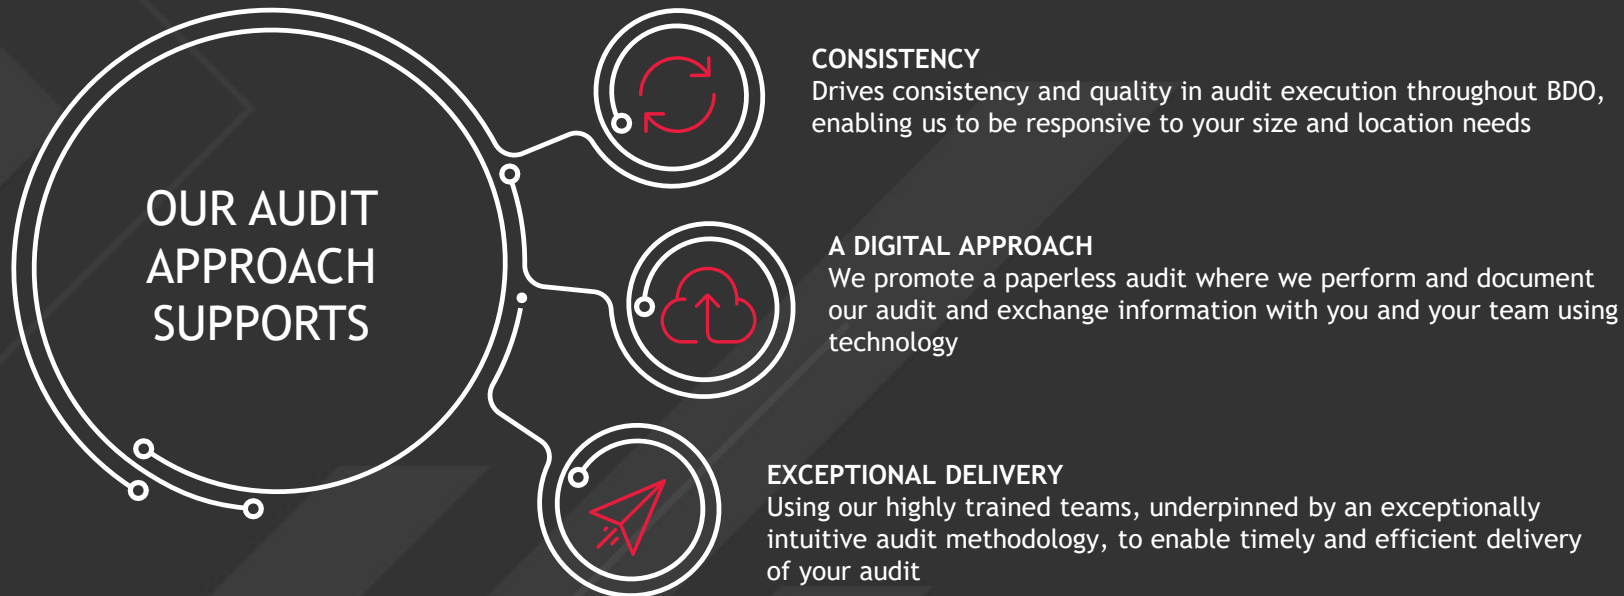 OUR AUDIT
APPROACH
SUPPORTS
CONSISTENCY
Drives consistency and quality in audit execution throughout BDO,
enabling us to be responsive to your size and location needs
A DIGITAL APPROACH
We promote a paperless audit where we perform and document
our audit and exchange information with you and your team using
technology
EXCEPTIONAL DELIVERY
Using our highly trained teams, underpinned by an exceptionally
intuitive audit methodology, to enable timely and efficient delivery
of your audit